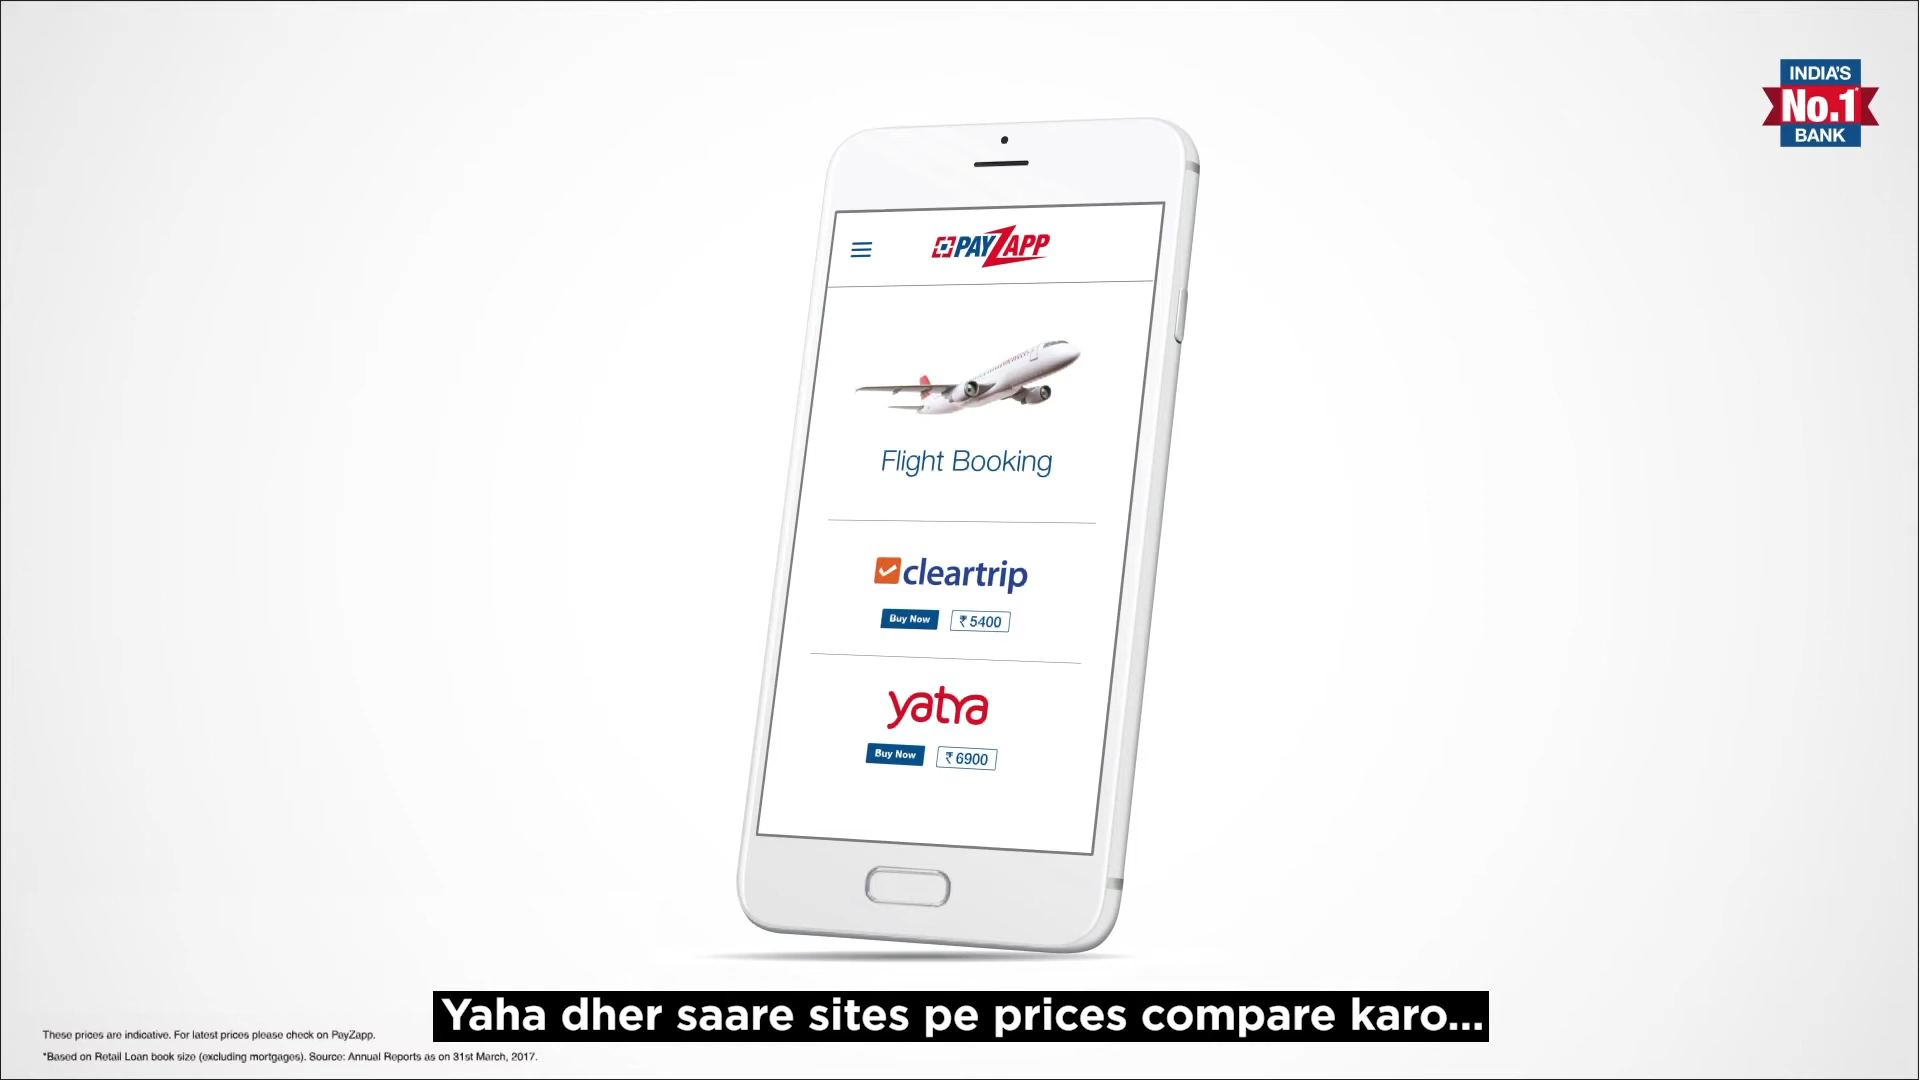 INDIA'S
No.1*
BANK
PAYZAPP
Flight Booking
cleartrip
Buy Now ₹ 5400
yatra
Buy Now ₹ 6900
Yaha dher saare sites pe prices compare karo...
These prices are indicative. For latest prices please check on PayZapp.
*Based on Retail Loan book size (excluding mortgages). Source: Annual Reports as on 31st March, 2017.